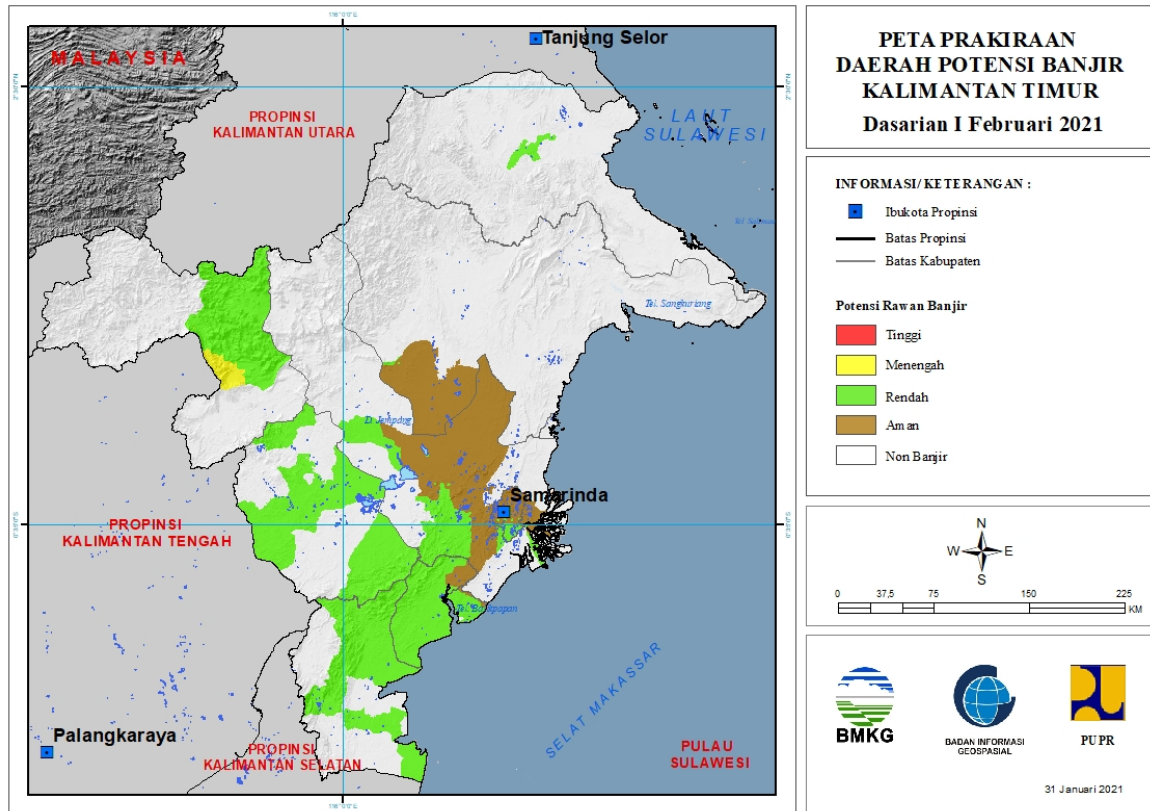 PETA PRAKIRAAN
DAERAH POTENSI BANJIR
KALIMANTAN TIMUR
Dasarian I Februari 2021
INFORMASI/ KETERANGAN :
Ibukota Propinsi
Batas Propinsi
Batas Kabupaten
Potensi Rawan Banjir
Tinggi
Menengah
Rendah
Aman
Non Banjir
N
W E
S
0 37,5 75 150 225
KM
BMKG
BADAN INFORMASI
GEOSPASIAL
PUPR
31 Januari 2021
Tanjung Selor
MALAYSIA
PROPINSI
KALIMANTAN UTARA
LAUT
SULAWESI
Tel. Sangkuriang
D. Jempang
Samarinda
PROPINSI
KALIMANTAN TENGAH
Tel. Balikpapan
SELAT MAKASSAR
Palangkaraya
PROPINSI
KALIMANTAN SELATAN
PULAU
SULAWESI